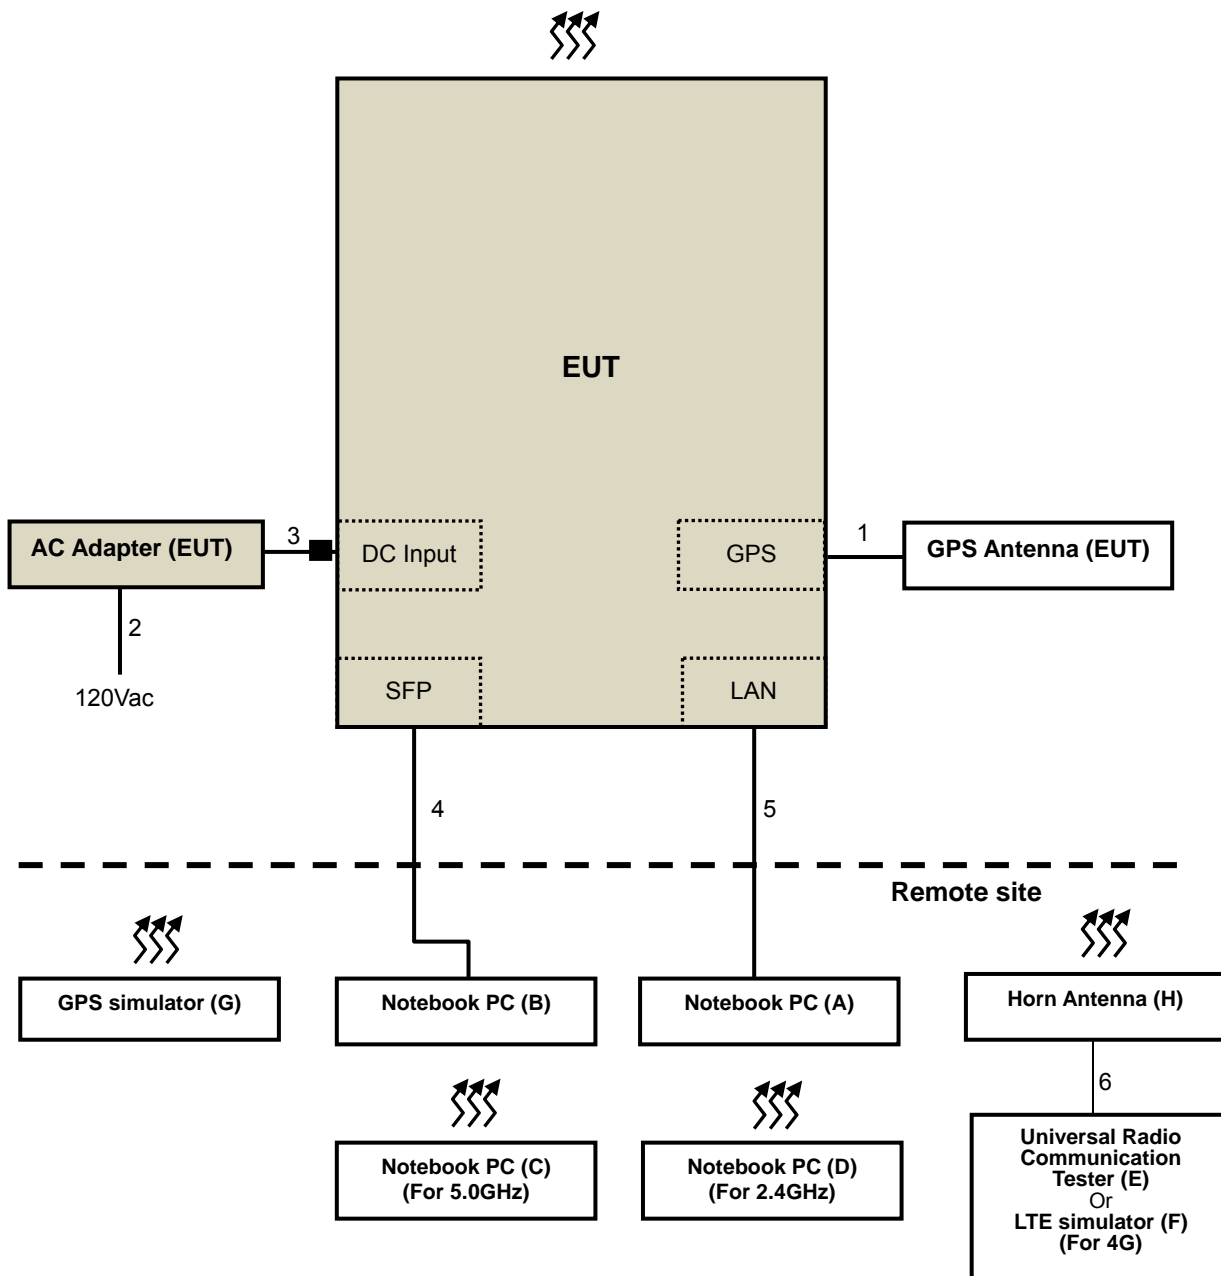 EUT
AC Adapter (EUT)
3
DC Input
GPS
1
GPS Antenna (EUT)
2
120Vac
SFP
LAN
4
5
Remote site
GPS simulator (G)
Notebook PC (B)
Notebook PC (A)
Horn Antenna (H)
6
Notebook PC (C)
(For 5.0GHz)
Notebook PC (D)
(For 2.4GHz)
Universal Radio
Communication
Tester (E)
Or
LTE simulator (F)
(For 4G)